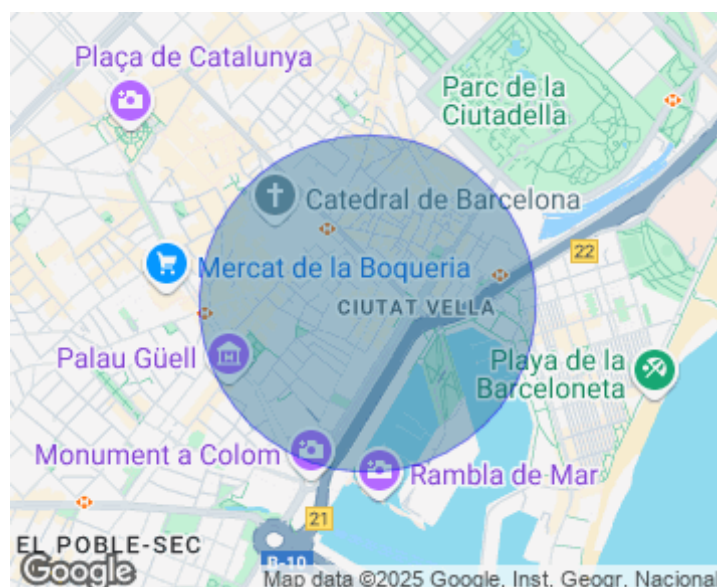 Plaça de Catalunya
Parc de la
Ciutadella
Catedral de Barcelona
22
Mercat de la Boqueria
CIUTAT VELLA
Palau Güell
Playa de la
Barceloneta
Monument a Colom
Rambla de Mar
21
EL POBLE-SEC
B-10
Google
Map data ©2025 Google, Inst. Geogr. Nacional